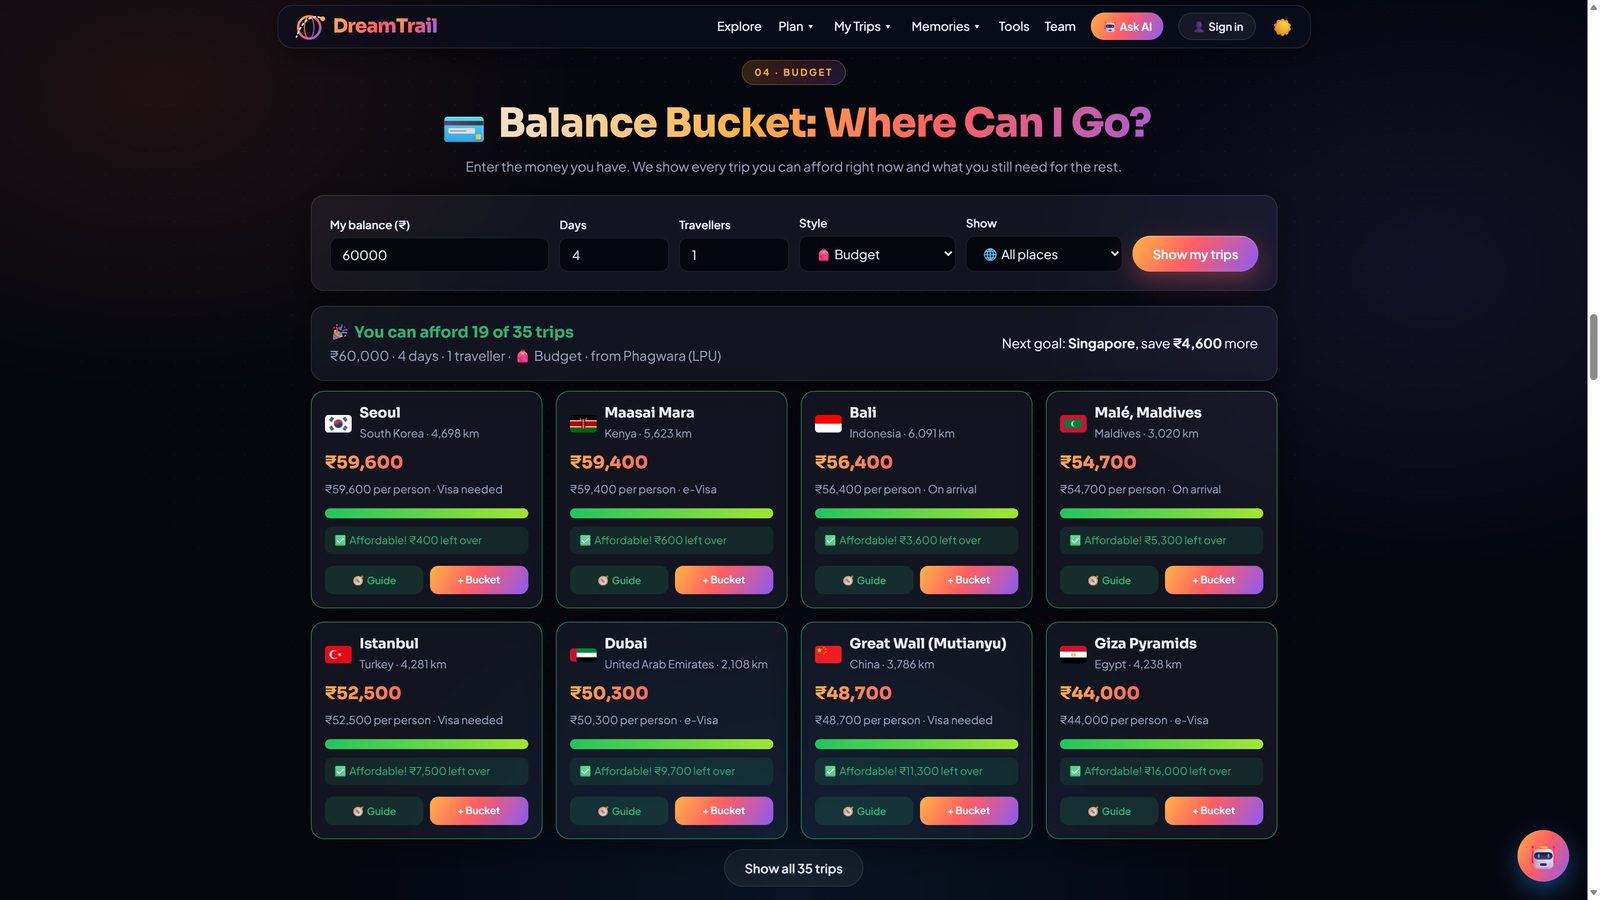 DreamTrail
Explore Plan ▾ My Trips ▾ Memories ▾ Tools Team Ask AI Sign in
04 · BUDGET
Balance Bucket: Where Can I Go?
Enter the money you have. We show every trip you can afford right now and what you still need for the rest.
My balance (₹) Days Travellers Style Show
60000 4 1 Budget All places Show my trips
You can afford 19 of 35 trips
₹60,000 · 4 days · 1 traveller · Budget · from Phagwara (LPU)
Next goal: Singapore, save ₹4,600 more
Seoul
South Korea · 4,698 km
₹59,600
₹59,600 per person · Visa needed
Affordable! ₹400 left over
Guide + Bucket
Maasai Mara
Kenya · 5,623 km
₹59,400
₹59,400 per person · e-Visa
Affordable! ₹600 left over
Guide + Bucket
Bali
Indonesia · 6,091 km
₹56,400
₹56,400 per person · On arrival
Affordable! ₹3,600 left over
Guide + Bucket
Malé, Maldives
Maldives · 3,020 km
₹54,700
₹54,700 per person · On arrival
Affordable! ₹5,300 left over
Guide + Bucket
Istanbul
Turkey · 4,281 km
₹52,500
₹52,500 per person · Visa needed
Affordable! ₹7,500 left over
Guide + Bucket
Dubai
United Arab Emirates · 2,108 km
₹50,300
₹50,300 per person · e-Visa
Affordable! ₹9,700 left over
Guide + Bucket
Great Wall (Mutianyu)
China · 3,786 km
₹48,700
₹48,700 per person · Visa needed
Affordable! ₹11,300 left over
Guide + Bucket
Giza Pyramids
Egypt · 4,238 km
₹44,000
₹44,000 per person · e-Visa
Affordable! ₹16,000 left over
Guide + Bucket
Show all 35 trips